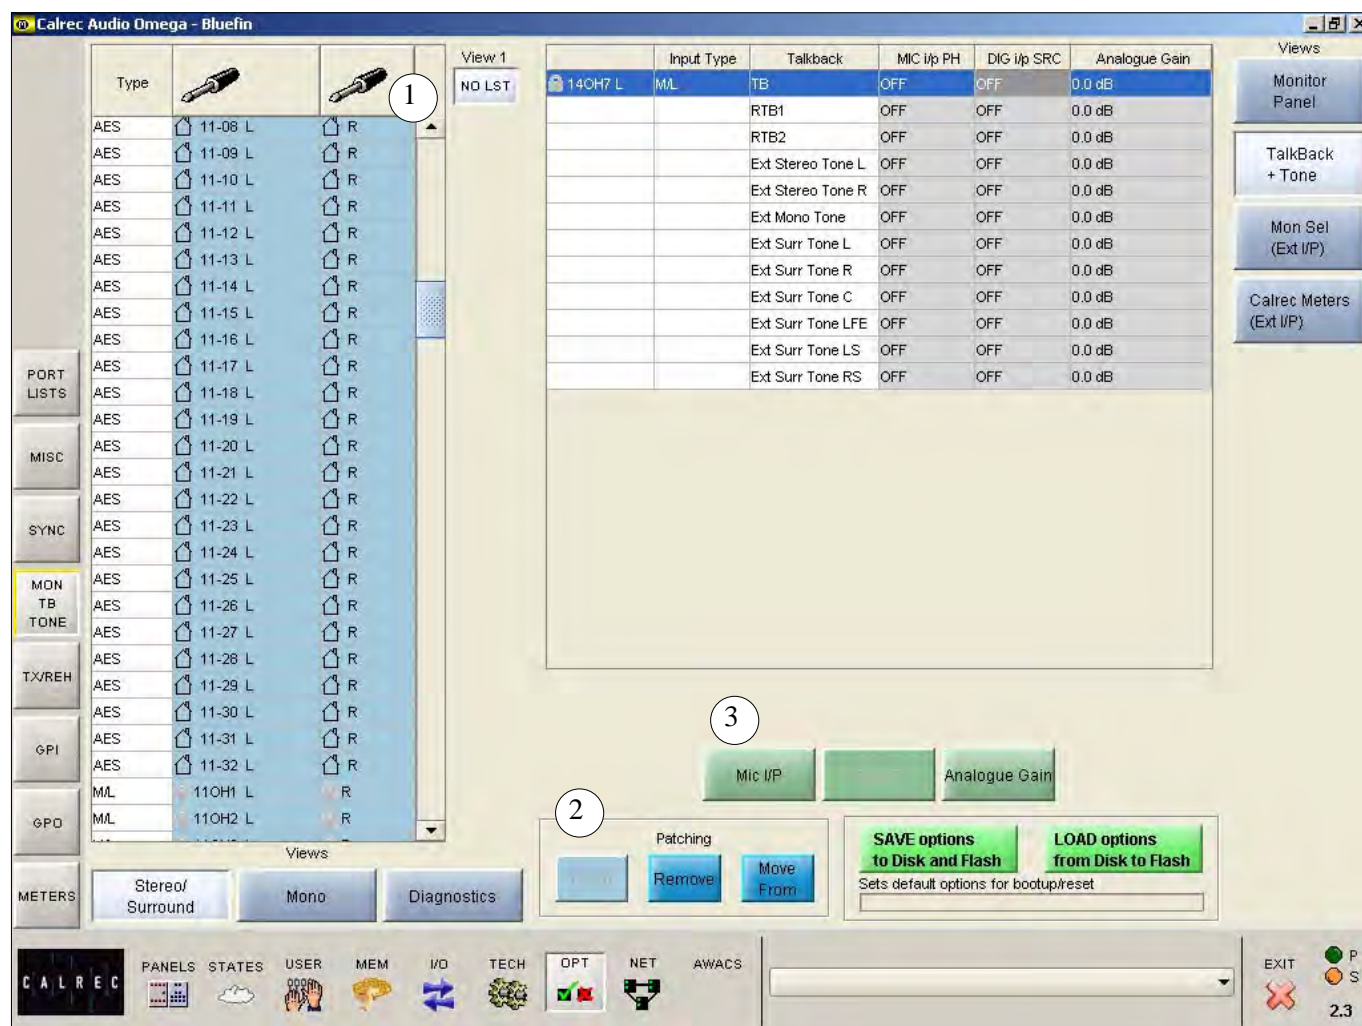 Calrec Audio Omega - Bluefin
Type
1
View 1
NO LST
AES 11-08 L R
AES 11-09 L R
AES 11-10 L R
AES 11-11 L R
AES 11-12 L R
AES 11-13 L R
AES 11-14 L R
AES 11-15 L R
AES 11-16 L R
AES 11-17 L R
AES 11-18 L R
AES 11-19 L R
AES 11-20 L R
AES 11-21 L R
AES 11-22 L R
AES 11-23 L R
AES 11-24 L R
AES 11-25 L R
AES 11-26 L R
AES 11-27 L R
AES 11-28 L R
AES 11-29 L R
AES 11-30 L R
AES 11-31 L R
AES 11-32 L R
M/L 11OH1 L R
M/L 11OH2 L R
Input Type Talkback MIC i/p PH DIG i/p SRC Analogue Gain
14OH7 L M/L TB OFF OFF 0.0 dB
RTB1 OFF OFF 0.0 dB
RTB2 OFF OFF 0.0 dB
Ext Stereo Tone L OFF OFF 0.0 dB
Ext Stereo Tone R OFF OFF 0.0 dB
Ext Mono Tone OFF OFF 0.0 dB
Ext Surr Tone L OFF OFF 0.0 dB
Ext Surr Tone R OFF OFF 0.0 dB
Ext Surr Tone C OFF OFF 0.0 dB
Ext Surr Tone LFE OFF OFF 0.0 dB
Ext Surr Tone LS OFF OFF 0.0 dB
Ext Surr Tone RS OFF OFF 0.0 dB
Views
Monitor
Panel
TalkBack
+ Tone
Mon Sel
(Ext I/P)
Calrec Meters
(Ext I/P)
PORT
LISTS
MISC
SYNC
MON
TB
TONE
TX/REH
GPI
GPO
METERS
Views
Stereo/
Surround
Mono
Diagnostics
3
Mic I/P
Analogue Gain
2
Patching
Remove
Move
From
SAVE options
to Disk and Flash
LOAD options
from Disk to Flash
Sets default options for bootup/reset
CALREC
PANELS STATES USER MEM I/O TECH OPT NET AWACS
EXIT
P
S
2.3